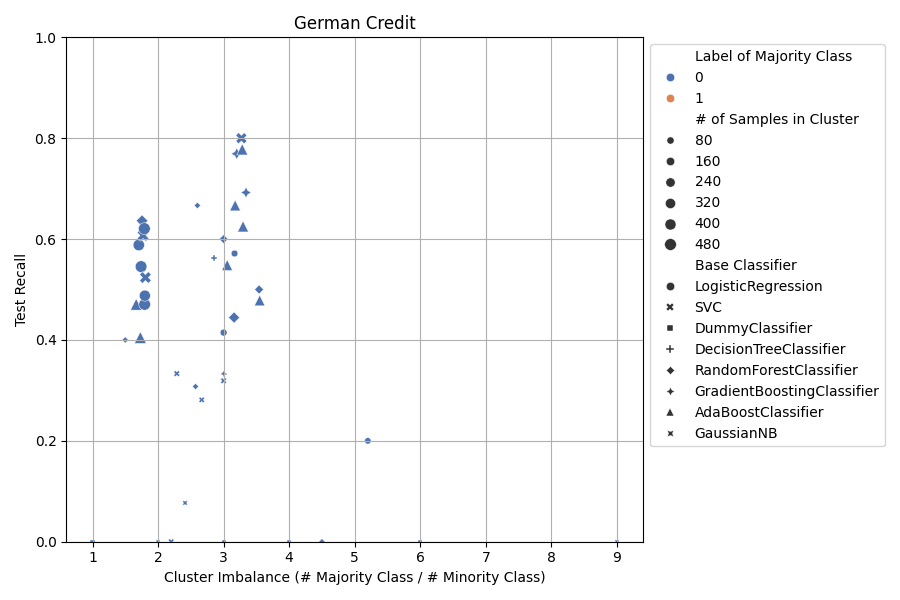 German Credit
1.0
0.8
0.6
0.4
0.2
0.0
Test Recall
1 2 3 4 5 6 7 8 9
Cluster Imbalance (# Majority Class / # Minority Class)
Label of Majority Class
0
1
# of Samples in Cluster
80
160
240
320
400
480
Base Classifier
LogisticRegression
SVC
DummyClassifier
DecisionTreeClassifier
RandomForestClassifier
GradientBoostingClassifier
AdaBoostClassifier
GaussianNB